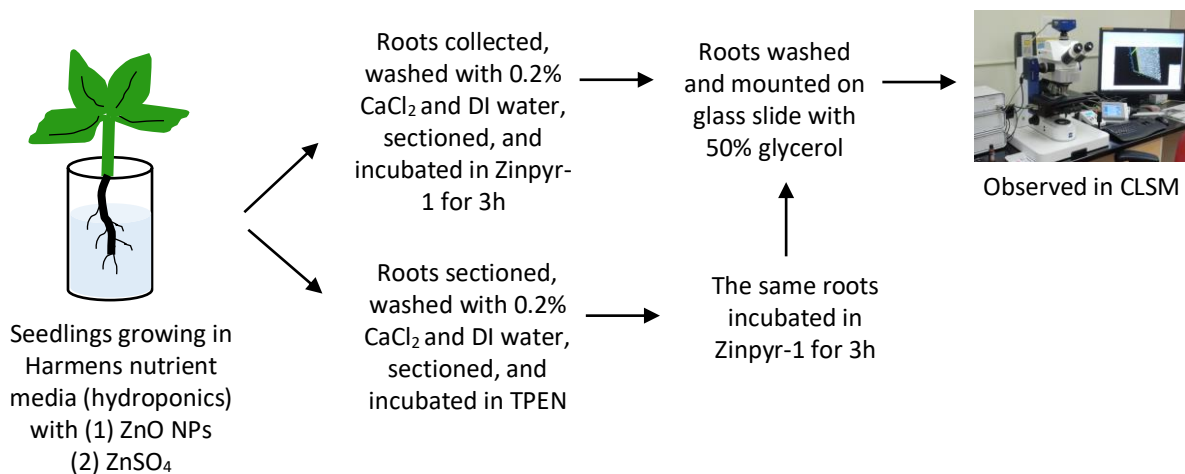 Roots collected,
washed with 0.2%
CaCl₂ and DI water,
sectioned, and
incubated in Zinpyr-
1 for 3h
Roots washed
and mounted on
glass slide with
50% glycerol
Observed in CLSM
Seedlings growing in
Harmens nutrient
media (hydroponics)
with (1) ZnO NPs
(2) ZnSO₄
Roots sectioned,
washed with 0.2%
CaCl₂ and DI water,
sectioned, and
incubated in TPEN
The same roots
incubated in
Zinpyr-1 for 3h